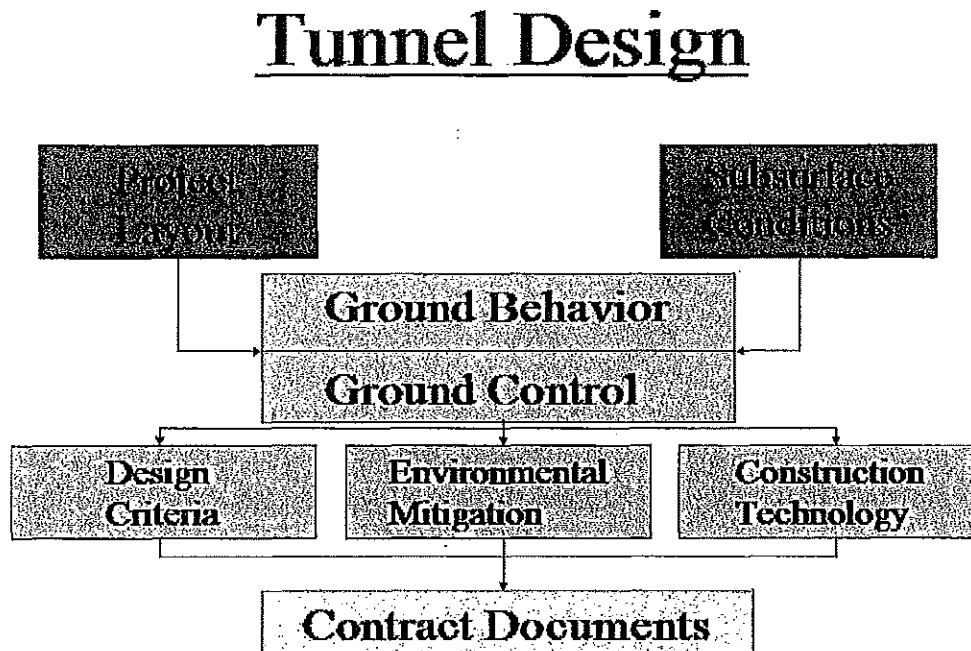 Tunnel Design
Project
Layout
Subsurface
Conditions
Ground Behavior
Ground Control
Design
Criteria
Environmental
Mitigation
Construction
Technology
Contract Documents